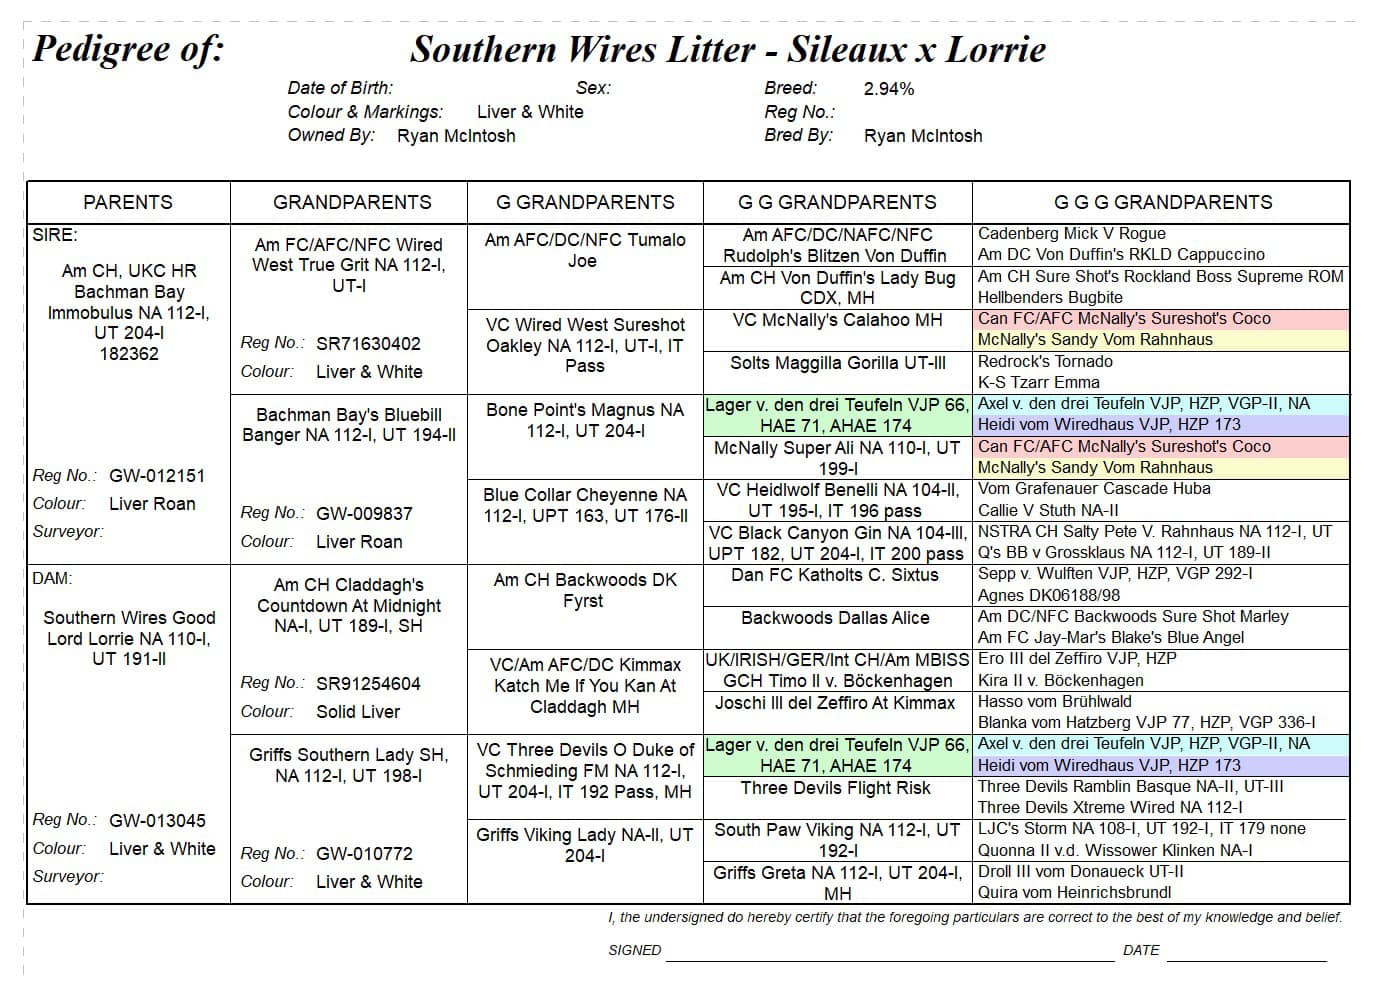 Pedigree of: Southern Wires Litter - Sileaux x Lorrie
Date of Birth: Sex: Breed: 2.94%
Colour & Markings: Liver & White Reg No.:
Owned By: Ryan McIntosh Bred By: Ryan McIntosh
PARENTS GRANDPARENTS G GRANDPARENTS G G GRANDPARENTS G G G GRANDPARENTS
SIRE:
Am CH, UKC HR
Bachman Bay
Immobulus NA 112-I,
UT 204-I
182362
Reg No.: GW-012151
Colour: Liver Roan
Surveyor:
DAM:
Southern Wires Good
Lord Lorrie NA 110-I,
UT 191-II
Reg No.: GW-013045
Colour: Liver & White
Surveyor:
Am FC/AFC/NFC Wired
West True Grit NA 112-I,
UT-I
Reg No.: SR71630402
Colour: Liver & White
Bachman Bay's Bluebill
Banger NA 112-I, UT 194-II
Reg No.: GW-009837
Colour: Liver Roan
Am CH Claddagh's
Countdown At Midnight
NA-I, UT 189-I, SH
Reg No.: SR91254604
Colour: Solid Liver
Griffs Southern Lady SH,
NA 112-I, UT 198-I
Reg No.: GW-010772
Colour: Liver & White
Am AFC/DC/NFC Tumalo
Joe
VC Wired West Sureshot
Oakley NA 112-I, UT-I, IT
Pass
Bone Point's Magnus NA
112-I, UT 204-I
Blue Collar Cheyenne NA
112-I, UPT 163, UT 176-II
Am CH Backwoods DK
Fyrst
VC/Am AFC/DC Kimmax
Katch Me If You Kan At
Claddagh MH
VC Three Devils O Duke of
Schmieding FM NA 112-I,
UT 204-I, IT 192 Pass, MH
Griffs Viking Lady NA-II, UT
204-I
Am AFC/DC/NAFC/NFC
Rudolph's Blitzen Von Duffin
Am CH Von Duffin's Lady Bug
CDX, MH
VC McNally's Calahoo MH
Solts Maggilla Gorilla UT-III
Lager v. den drei Teufeln VJP 66,
HAE 71, AHAE 174
McNally Super Ali NA 110-I, UT
199-I
VC Heidlwolf Benelli NA 104-II,
UT 195-I, IT 196 pass
VC Black Canyon Gin NA 104-III,
UPT 182, UT 204-I, IT 200 pass
Dan FC Katholts C. Sixtus
Backwoods Dallas Alice
UK/IRISH/GER/Int CH/Am MBISS
GCH Timo II v. Böckenhagen
Joschi III del Zeffiro At Kimmax
Lager v. den drei Teufeln VJP 66,
HAE 71, AHAE 174
Three Devils Flight Risk
South Paw Viking NA 112-I, UT
192-I
Griffs Greta NA 112-I, UT 204-I,
MH
Cadenberg Mick V Rogue
Am DC Von Duffin's RKLD Cappuccino
Am CH Sure Shot's Rockland Boss Supreme ROM
Hellbenders Bugbite
Can FC/AFC McNally's Sureshot's Coco
McNally's Sandy Vom Rahnhaus
Redrock's Tornado
K-S Tzarr Emma
Axel v. den drei Teufeln VJP, HZP, VGP-II, NA
Heidi vom Wiredhaus VJP, HZP 173
Can FC/AFC McNally's Sureshot's Coco
McNally's Sandy Vom Rahnhaus
Vom Grafenauer Cascade Huba
Callie V Stuth NA-II
NSTRA CH Salty Pete V. Rahnhaus NA 112-I, UT
Q's BB v Grossklaus NA 112-I, UT 189-II
Sepp v. Wulften VJP, HZP, VGP 292-I
Agnes DK06188/98
Am DC/NFC Backwoods Sure Shot Marley
Am FC Jay-Mar's Blake's Blue Angel
Ero III del Zeffiro VJP, HZP
Kira II v. Böckenhagen
Hasso vom Brühlwald
Blanka vom Hatzberg VJP 77, HZP, VGP 336-I
Axel v. den drei Teufeln VJP, HZP, VGP-II, NA
Heidi vom Wiredhaus VJP, HZP 173
Three Devils Ramblin Basque NA-II, UT-III
Three Devils Xtreme Wired NA 112-I
LJC's Storm NA 108-I, UT 192-I, IT 179 none
Quonna II v.d. Wissower Klinken NA-I
Droll III vom Donaueck UT-II
Quira vom Heinrichsbrundl
I, the undersigned do hereby certify that the foregoing particulars are correct to the best of my knowledge and belief.
SIGNED DATE